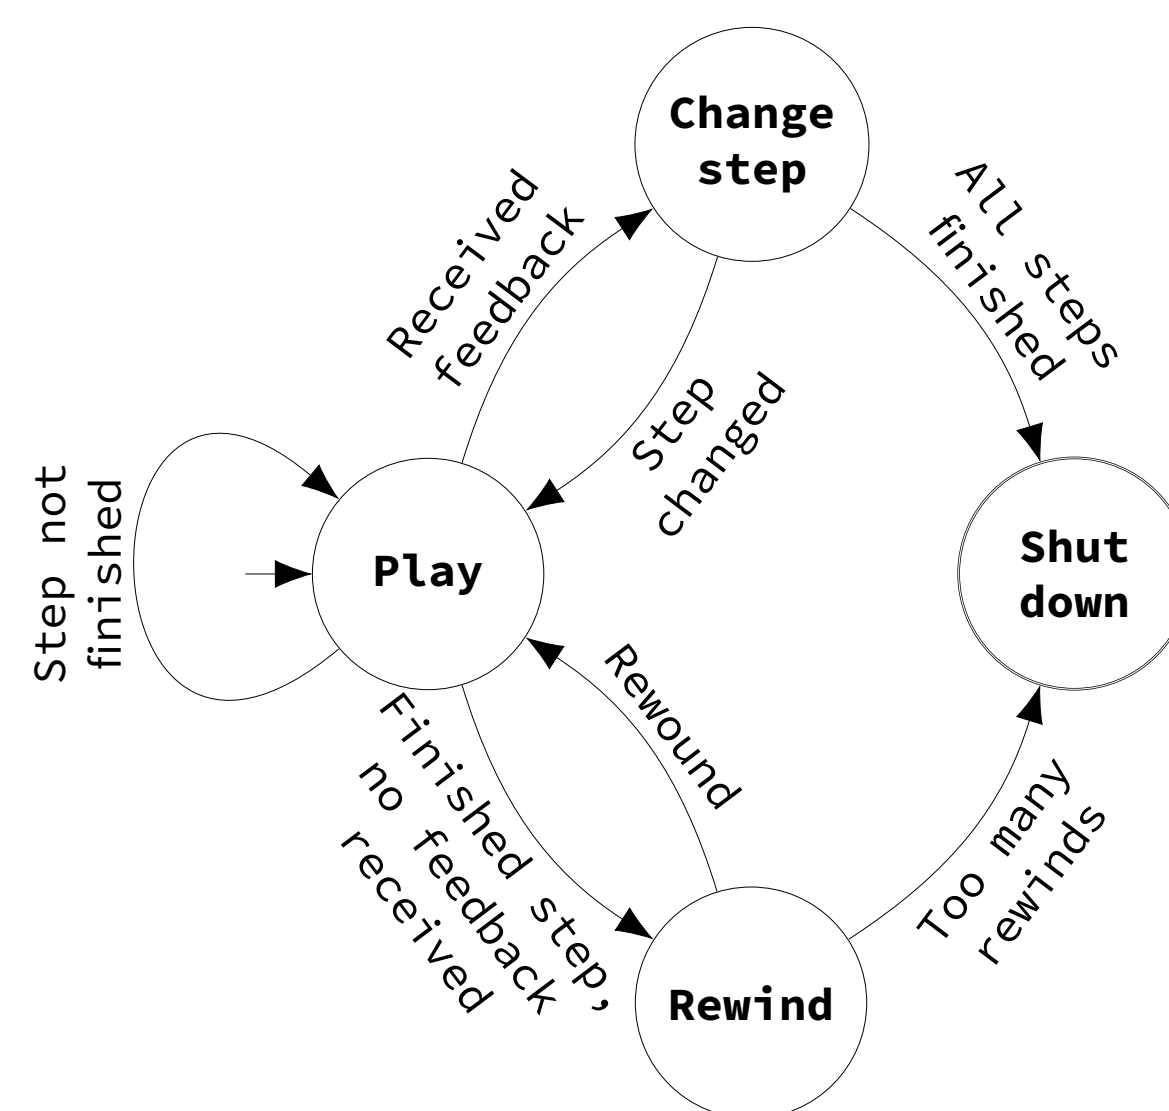 Change
step
Received
feedback
All steps
finished
Step
changed
Step not
finished
Play
Shut
down
Rewound
Finished step,
no feedback
received
Too many
rewinds
Rewind